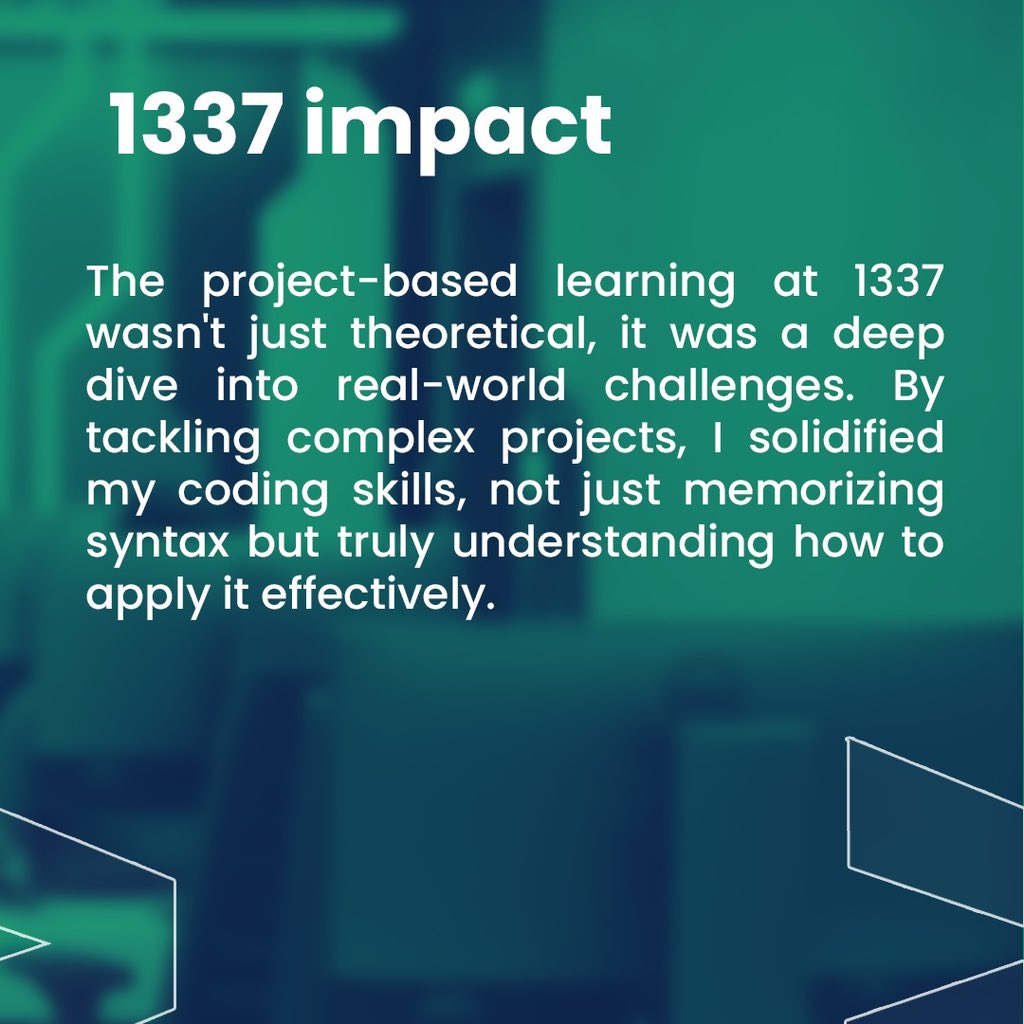 1337 impact
The project-based learning at 1337
wasn't just theoretical, it was a deep
dive into real-world challenges. By
tackling complex projects, I solidified
my coding skills, not just memorizing
syntax but truly understanding how to
apply it effectively.